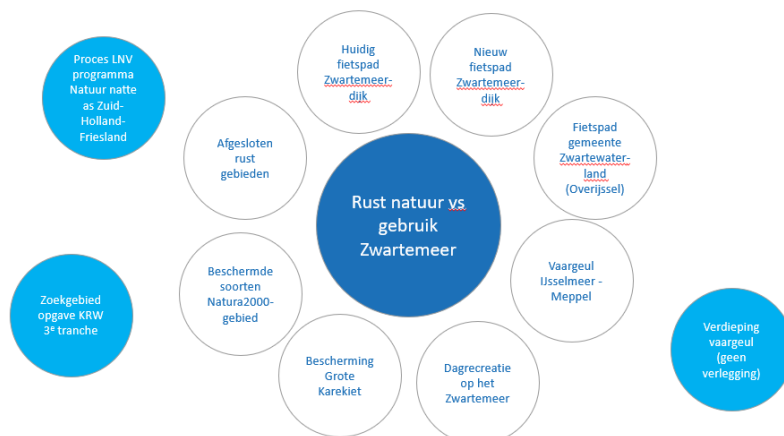 Proces LNV
programma
Natuur natte
as Zuid-
Holland-
Friesland
Huidig
fietspad
Zwartemeer-
dijk
Nieuw
fietspad
Zwartemeer-
dijk
Afgesloten
rust
gebieden
Fietspad
gemeente
Zwartewater-
land
(Overijssel)
Rust natuur vs
gebruik
Zwartemeer
Beschermde
soorten
Natura2000-
gebied
Vaargeul
IJsselmeer -
Meppel
Zoekgebied
opgave KRW
3e tranche
Verdieping
vaargeul
(geen
verlegging)
Bescherming
Grote
Karekiet
Dagrecreatie
op het
Zwartemeer